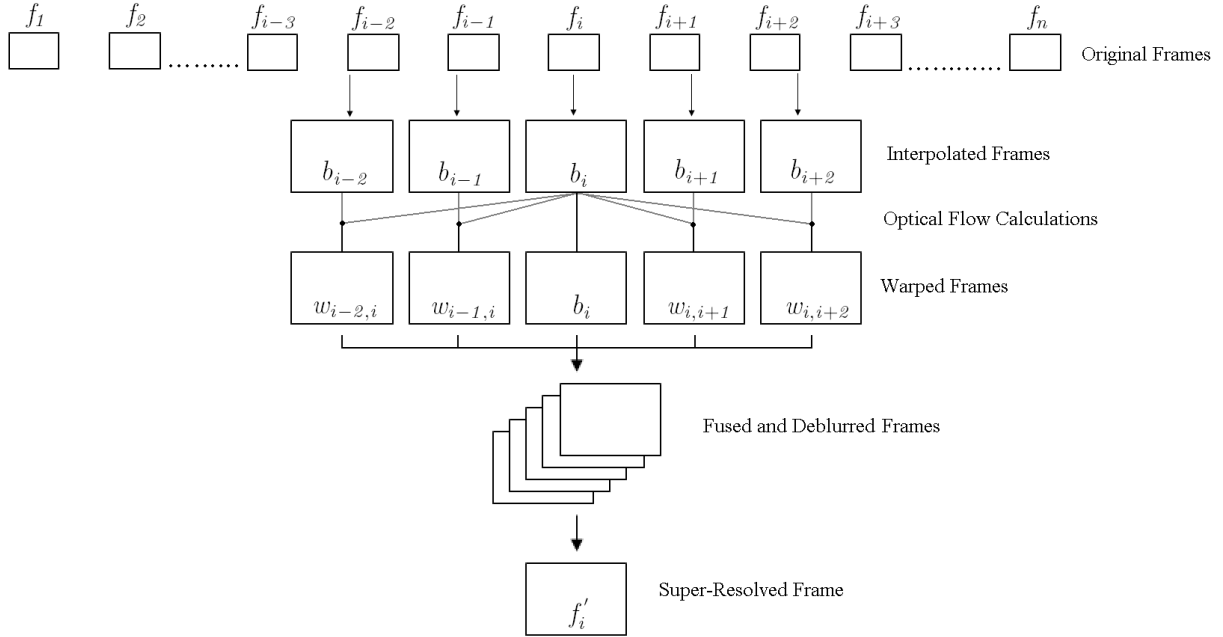 f1 f2 fi−3 fi−2 fi−1 fi fi+1 fi+2 fi+3 fn
......... ............ Original Frames
bi−2 bi−1 bi bi+1 bi+2 Interpolated Frames
Optical Flow Calculations
wi−2,i wi−1,i bi wi,i+1 wi,i+2 Warped Frames
Fused and Deblurred Frames
Super-Resolved Frame
f′i